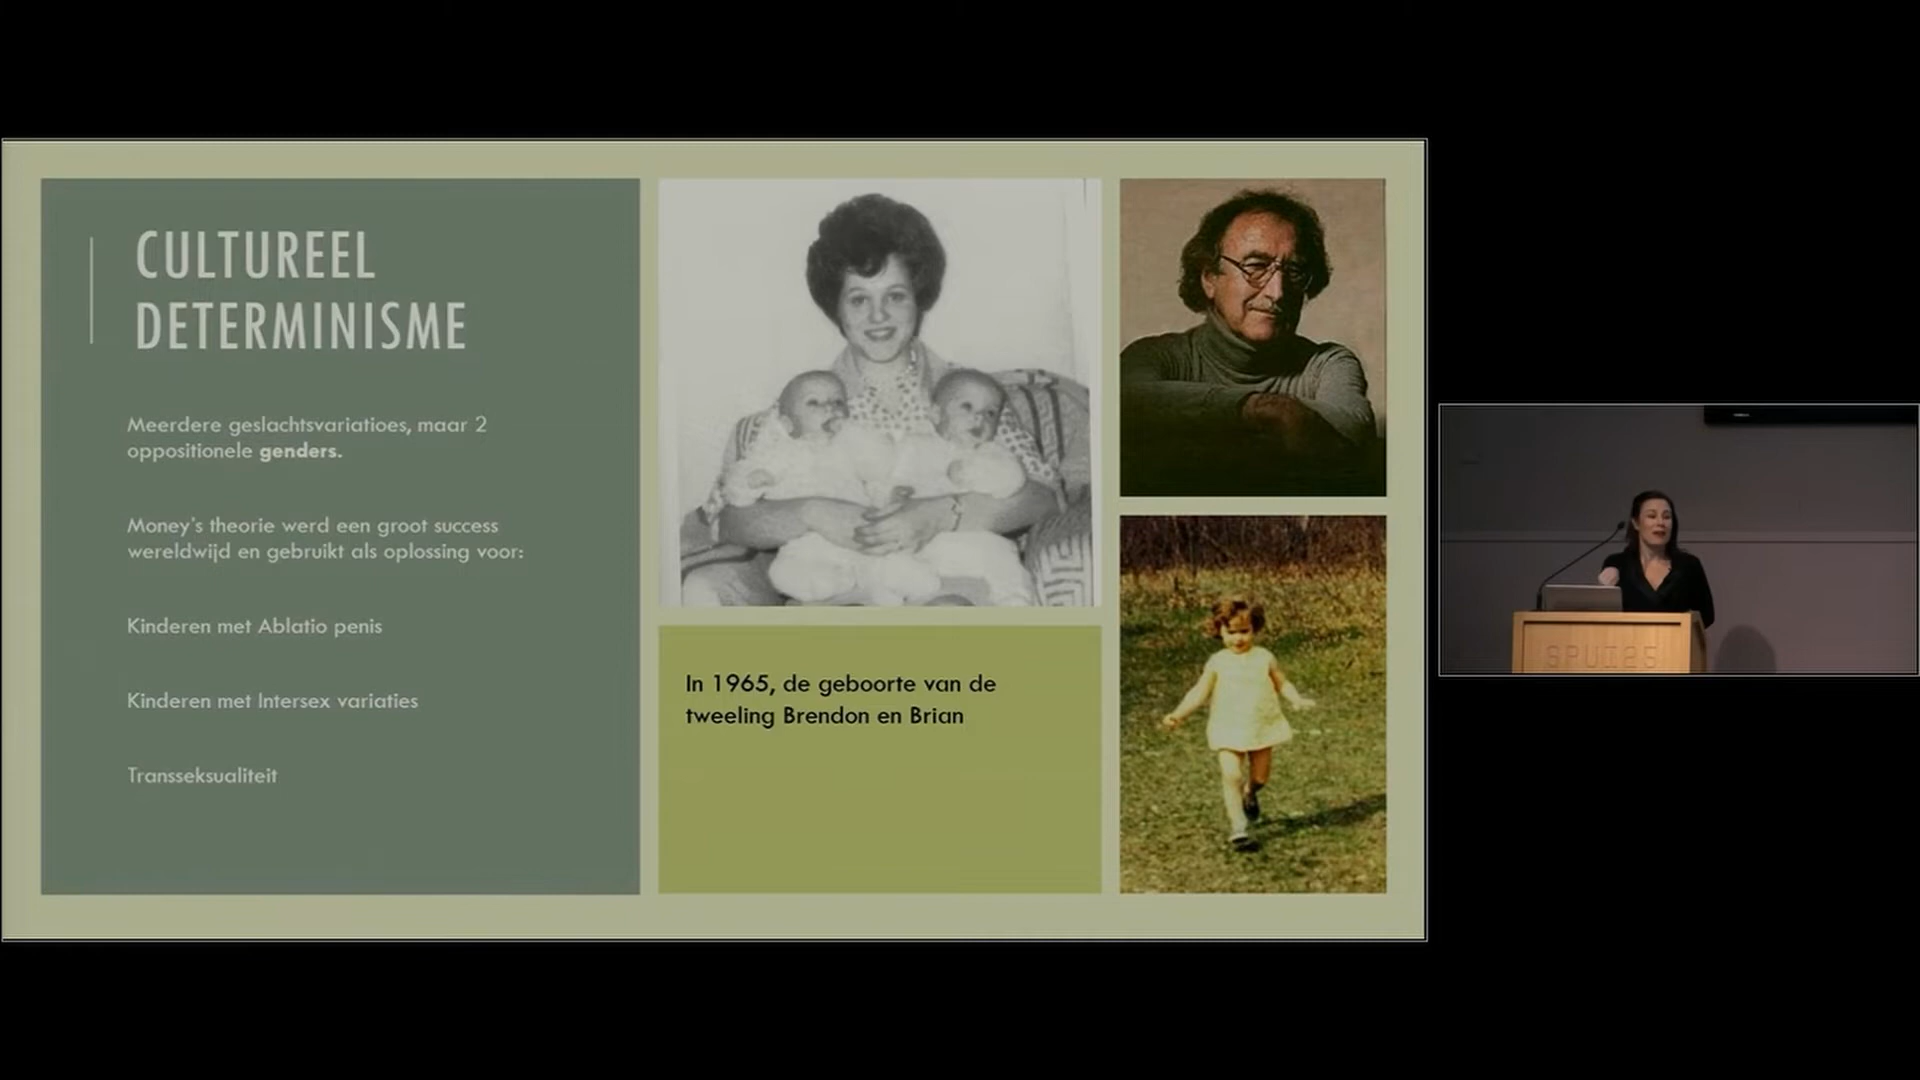 CULTUREEL
DETERMINISME
Meerdere geslachtsvariatioes, maar 2
oppositionele genders.
Money's theorie werd een groot success
wereldwijd en gebruikt als oplossing voor:
Kinderen met Ablatio penis
Kinderen met Intersex variaties
Transseksualiteit
In 1965, de geboorte van de
tweeling Brendon en Brian
SPUI25